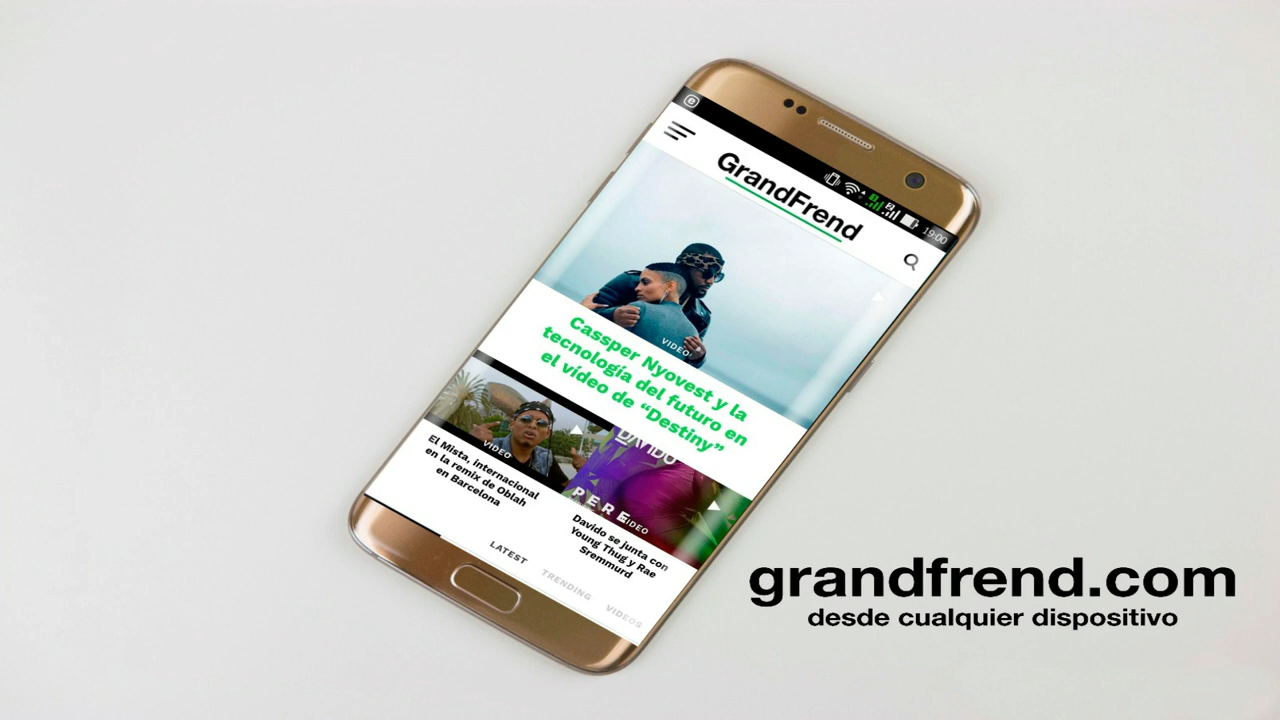 19:00
GrandFrend
VIDEO
Cassper Nyovest y la
tecnología del futuro en
el vídeo de “Destiny”
VIDEO
El Mista, internacional
en la remix de Oblah
en Barcelona
DAVIDO
PERE
VIDEO
Davido se junta con
Young Thug y Rae
Sremmurd
LATEST
TRENDING
VIDEOS
grandfrend.com
desde cualquier dispositivo